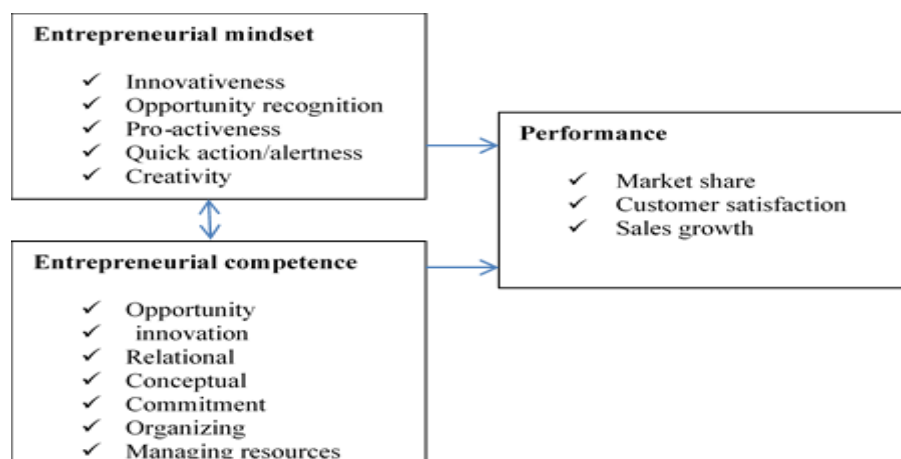 Entrepreneurial mindset
✓ Innovativeness
✓ Opportunity recognition
✓ Pro-activeness
✓ Quick action/alertness
✓ Creativity
Performance
✓ Market share
✓ Customer satisfaction
✓ Sales growth
Entrepreneurial competence
✓ Opportunity
✓ innovation
✓ Relational
✓ Conceptual
✓ Commitment
✓ Organizing
✓ Managing resources